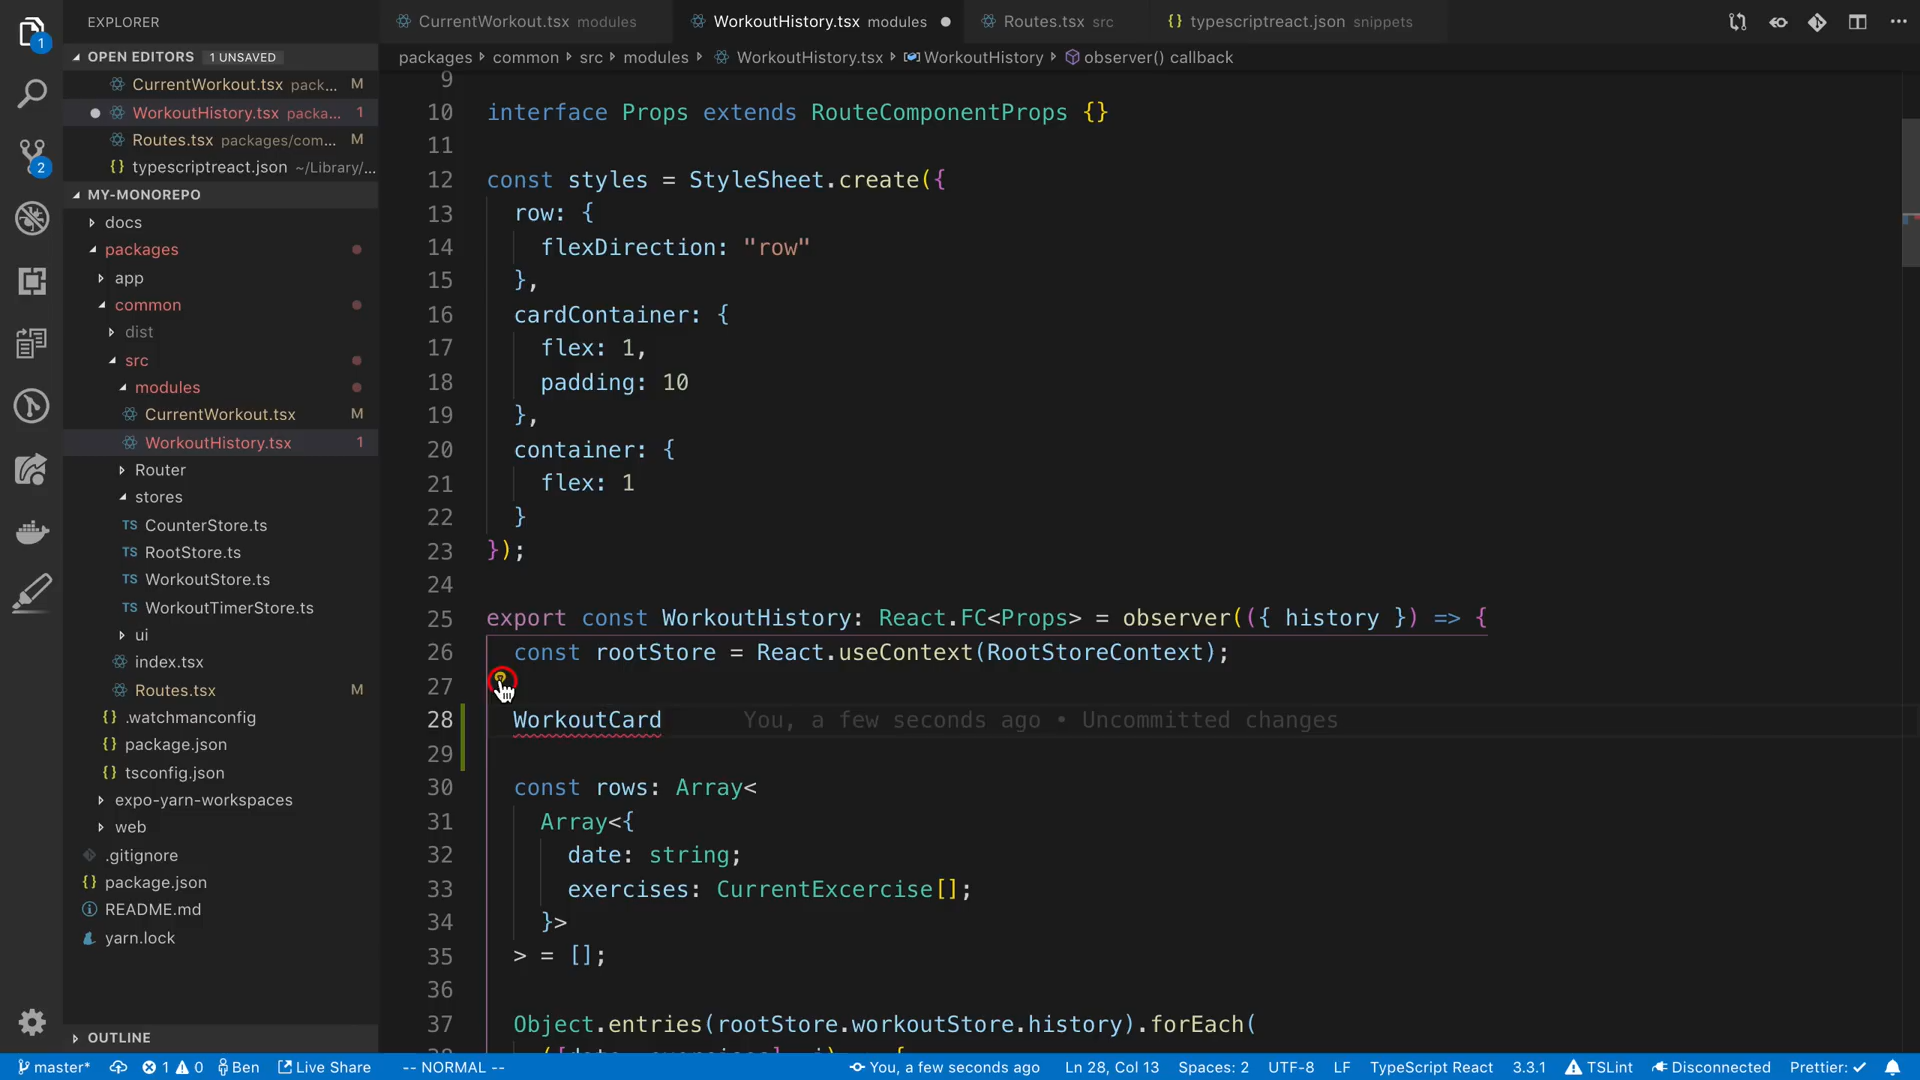 EXPLORER
OPEN EDITORS 1 UNSAVED
CurrentWorkout.tsx pack... M
WorkoutHistory.tsx packa... 1
Routes.tsx packages/com... M
typescriptreact.json ~/Library/...
MY-MONOREPO
docs
packages
app
common
dist
src
modules
CurrentWorkout.tsx M
WorkoutHistory.tsx 1
Router
stores
TS CounterStore.ts
TS RootStore.ts
TS WorkoutStore.ts
TS WorkoutTimerStore.ts
ui
index.tsx
Routes.tsx M
.watchmanconfig
package.json
tsconfig.json
expo-yarn-workspaces
web
.gitignore
package.json
README.md
yarn.lock
OUTLINE
1
2
CurrentWorkout.tsx modules
WorkoutHistory.tsx modules
Routes.tsx src
{} typescriptreact.json snippets
packages common src modules WorkoutHistory.tsx WorkoutHistory observer() callback
9
10 interface Props extends RouteComponentProps {}
11
12 const styles = StyleSheet.create({
13 row: {
14 flexDirection: "row"
15 },
16 cardContainer: {
17 flex: 1,
18 padding: 10
19 },
20 container: {
21 flex: 1
22 }
23 });
24
25 export const WorkoutHistory: React.FC<Props> = observer(({ history }) => {
26 const rootStore = React.useContext(RootStoreContext);
27
28 WorkoutCard You, a few seconds ago • Uncommitted changes
29
30 const rows: Array<
31 Array<{
32 date: string;
33 exercises: CurrentExcercise[];
34 }>
35 > = [];
36
37 Object.entries(rootStore.workoutStore.history).forEach(
master* 1 0 Ben Live Share -- NORMAL -- You, a few seconds ago Ln 28, Col 13 Spaces: 2 UTF-8 LF TypeScript React 3.3.1 TSLint Disconnected Prettier: ✓